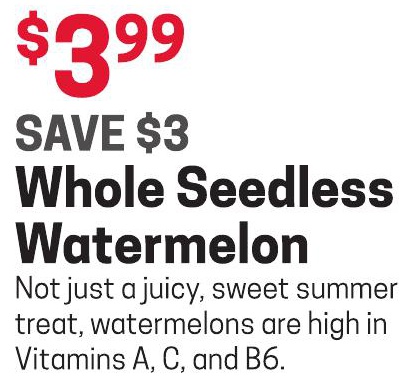 $3.99
SAVE $3
Whole Seedless
Watermelon
Not just a juicy, sweet summer
treat, watermelons are high in
Vitamins A, C, and B6.